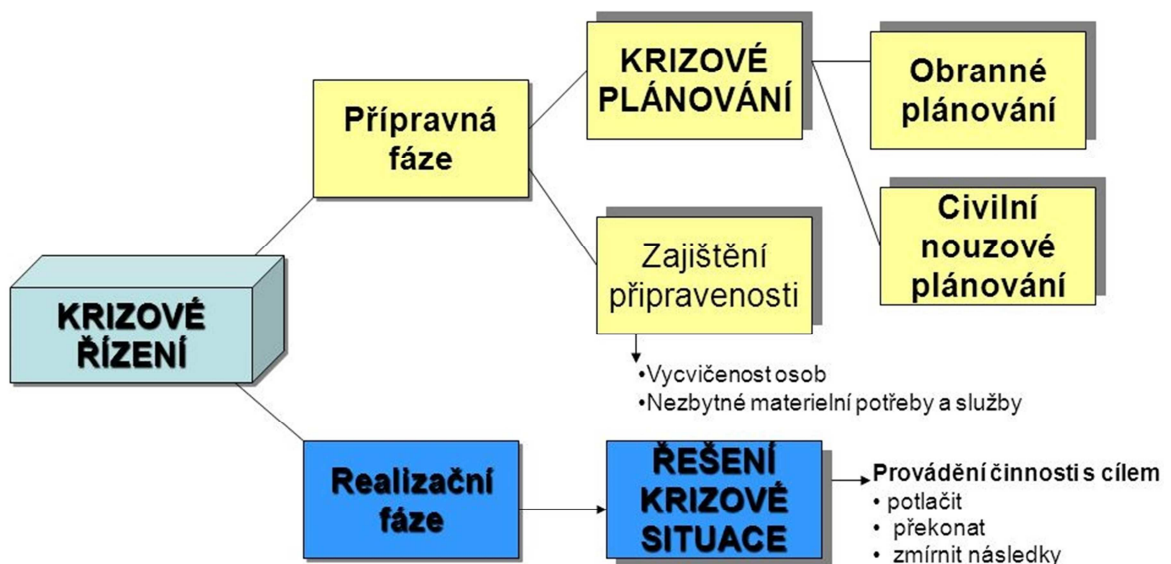 KRIZOVÉ
ŘÍZENÍ
Přípravná
fáze
KRIZOVÉ
PLÁNOVÁNÍ
Obranné
plánování
Civilní
nouzové
plánování
Zajištění
připravenosti
•Vycvičenost osob
•Nezbytné materielní potřeby a služby
Realizační
fáze
ŘEŠENÍ
KRIZOVÉ
SITUACE
Provádění činnosti s cílem
• potlačit
• překonat
• zmírnit následky